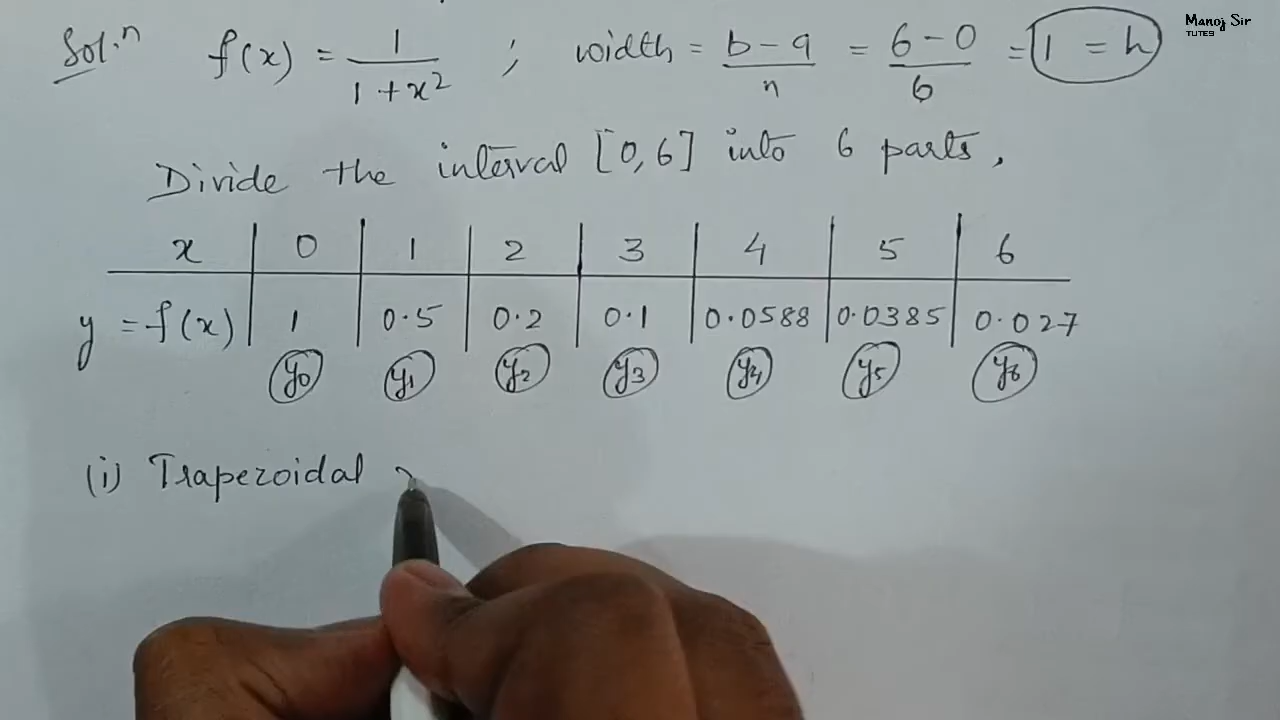 Manoj Sir
TUTES
Sol.n f(x) = 1/(1+x²) ; width = (b-a)/n = (6-0)/6 = 1 = h
Divide the interval [0,6] into 6 parts,
x | 0 | 1 | 2 | 3 | 4 | 5 | 6
y = f(x) | 1 | 0.5 | 0.2 | 0.1 | 0.0588 | 0.0385 | 0.027
y0 y1 y2 y3 y4 y5 y6
(i) Trapezoidal